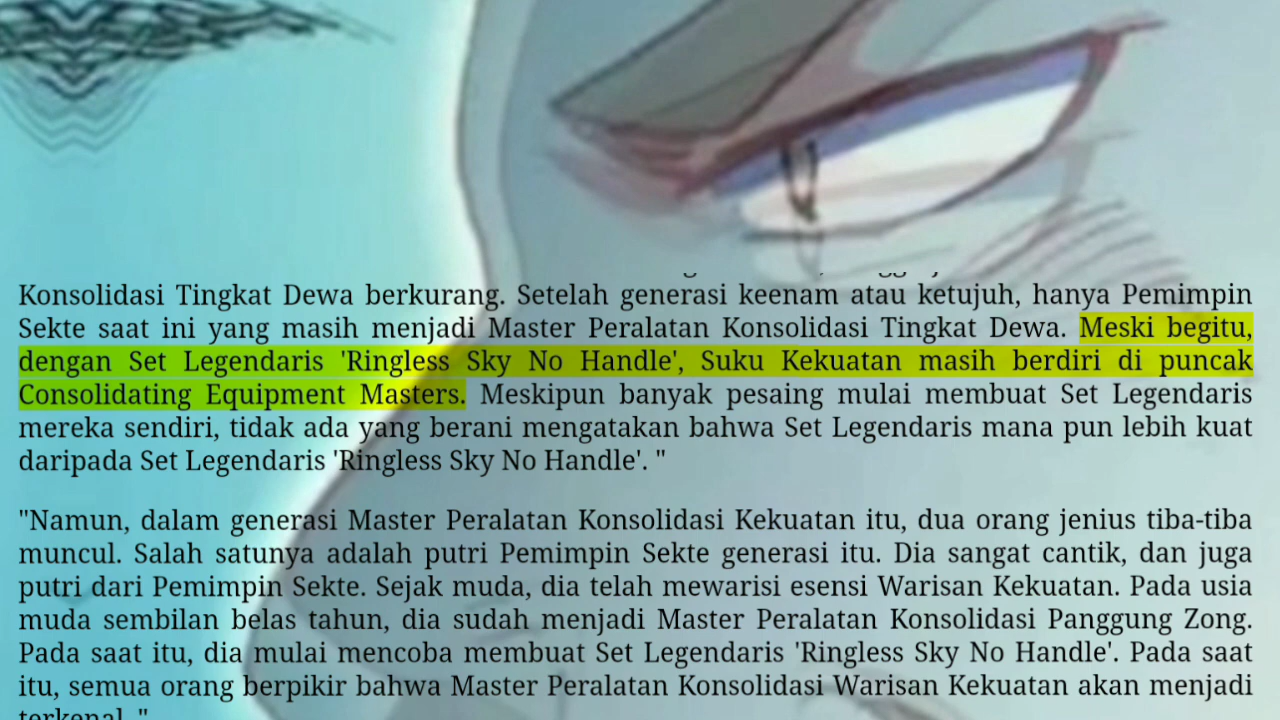 Konsolidasi Tingkat Dewa berkurang. Setelah generasi keenam atau ketujuh, hanya Pemimpin
Sekte saat ini yang masih menjadi Master Peralatan Konsolidasi Tingkat Dewa. Meski begitu,
dengan Set Legendaris 'Ringless Sky No Handle', Suku Kekuatan masih berdiri di puncak
Consolidating Equipment Masters. Meskipun banyak pesaing mulai membuat Set Legendaris
mereka sendiri, tidak ada yang berani mengatakan bahwa Set Legendaris mana pun lebih kuat
daripada Set Legendaris 'Ringless Sky No Handle'. "
"Namun, dalam generasi Master Peralatan Konsolidasi Kekuatan itu, dua orang jenius tiba-tiba
muncul. Salah satunya adalah putri Pemimpin Sekte generasi itu. Dia sangat cantik, dan juga
putri dari Pemimpin Sekte. Sejak muda, dia telah mewarisi esensi Warisan Kekuatan. Pada usia
muda sembilan belas tahun, dia sudah menjadi Master Peralatan Konsolidasi Panggung Zong.
Pada saat itu, dia mulai mencoba membuat Set Legendaris 'Ringless Sky No Handle'. Pada saat
itu, semua orang berpikir bahwa Master Peralatan Konsolidasi Warisan Kekuatan akan menjadi
terkenal. "